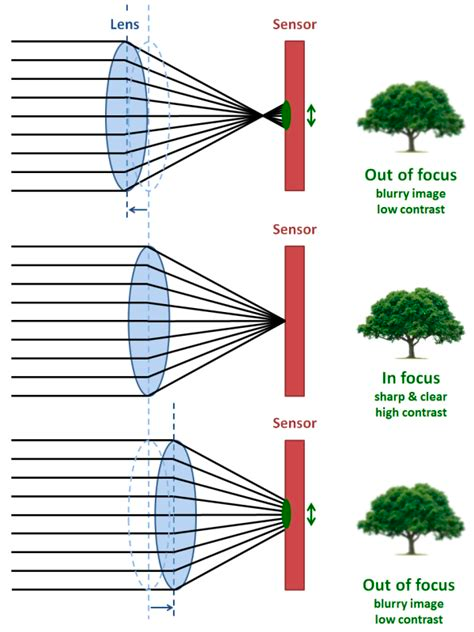 Lens
Sensor
Out of focus
blurry image
low contrast
Sensor
In focus
sharp & clear
high contrast
Sensor
Out of focus
blurry image
low contrast